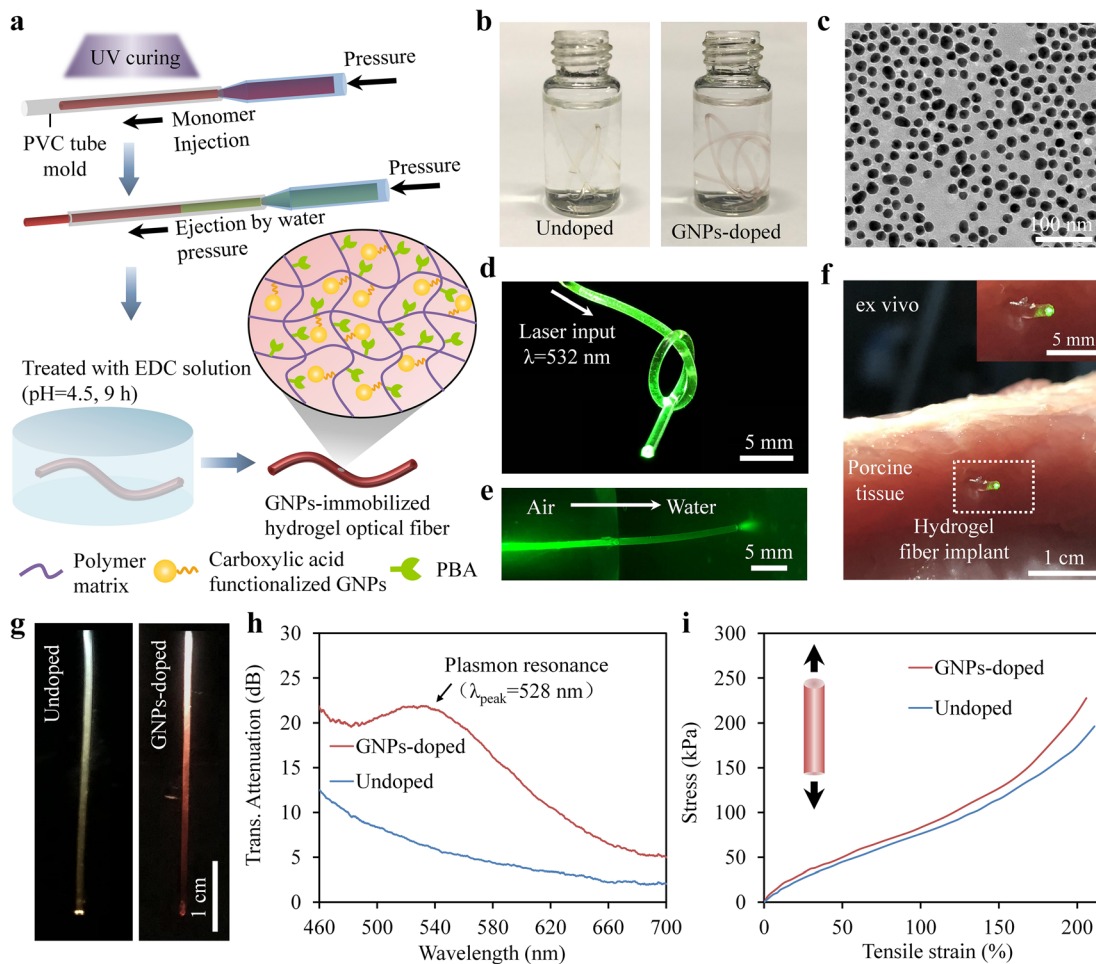 a
UV curing
Pressure
PVC tube
mold
Monomer
Injection
Pressure
Ejection by water
pressure
Treated with EDC solution
(pH=4.5, 9 h)
GNPs-immobilized
hydrogel optical fiber
Polymer
matrix
Carboxylic acid
functionalized GNPs
PBA
b
Undoped
GNPs-doped
c
100 nm
d
Laser input
λ=532 nm
5 mm
e
Air
Water
5 mm
f
ex vivo
5 mm
Porcine
tissue
Hydrogel
fiber implant
1 cm
g
Undoped
GNPs-doped
1 cm
h
30
25
20
15
10
5
0
Trans. Attenuation (dB)
Plasmon resonance
(λpeak=528 nm)
GNPs-doped
Undoped
460 500 540 580 620 660 700
Wavelength (nm)
i
300
250
200
150
100
50
0
Stress (kPa)
GNPs-doped
Undoped
0 50 100 150 200
Tensile strain (%)